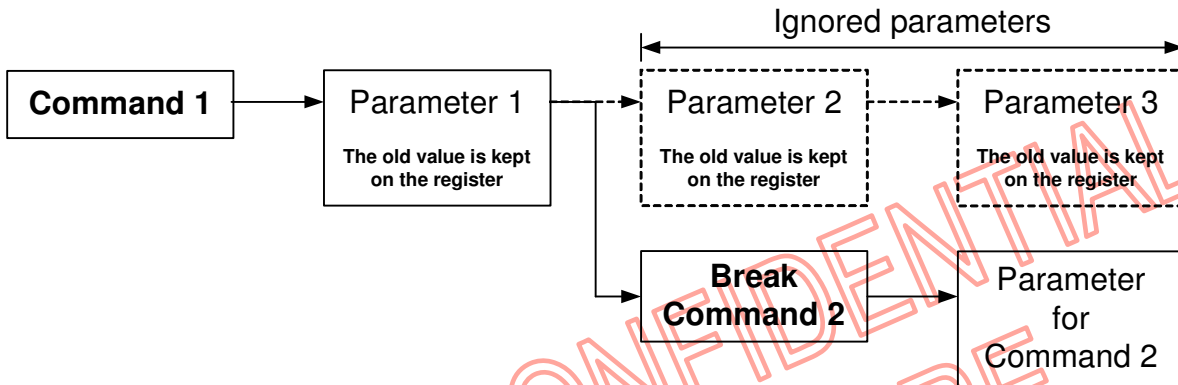 Ignored parameters
Command 1
Parameter 1
Parameter 2
Parameter 3
The old value is kept
on the register
The old value is kept
on the register
The old value is kept
on the register
Break
Command 2
Parameter
for
Command 2
CONFIDENTIAL